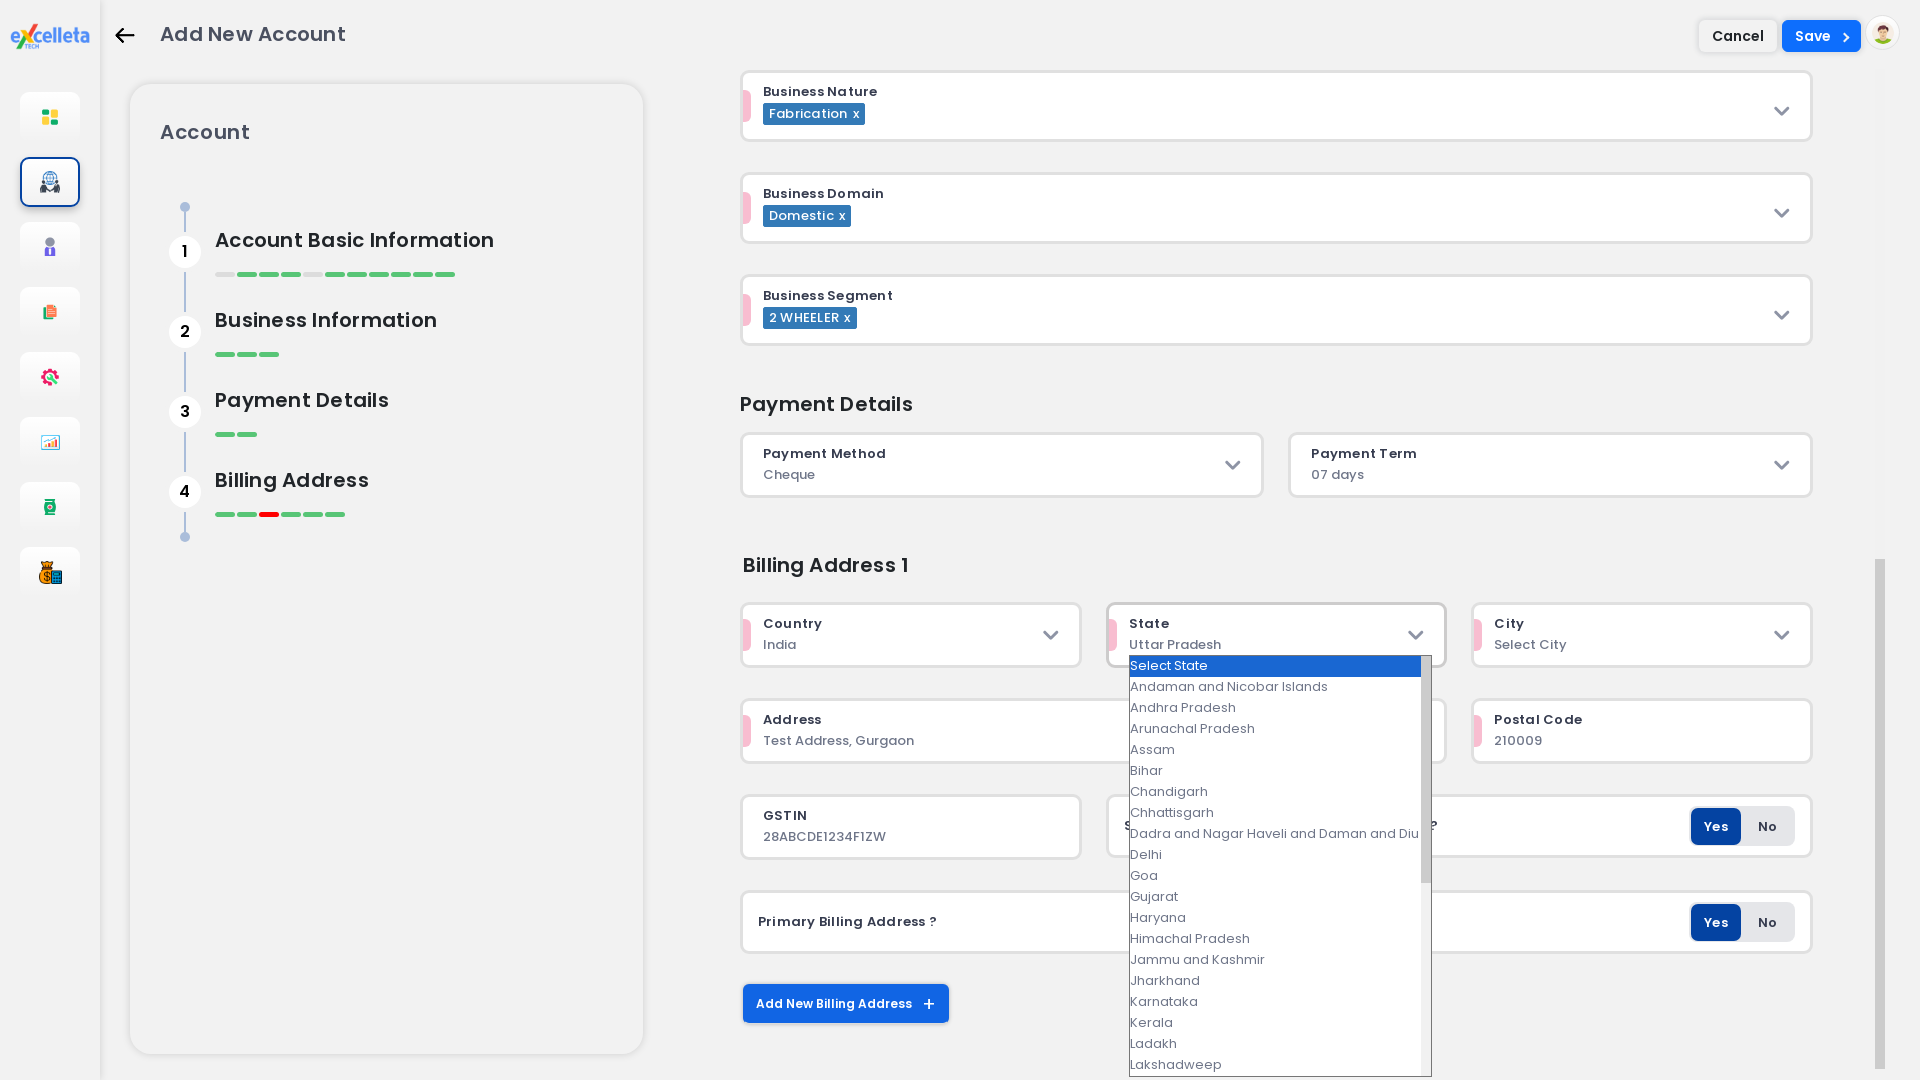 excelleta
TECH
Add New Account
Cancel
Save
Account
1
Account Basic Information
2
Business Information
3
Payment Details
4
Billing Address
Business Nature
Fabrication x
Business Domain
Domestic x
Business Segment
2 WHEELER x
Payment Details
Payment Method
Cheque
Payment Term
07 days
Billing Address 1
Country
India
State
Uttar Pradesh
City
Select City
Select State
Andaman and Nicobar Islands
Andhra Pradesh
Arunachal Pradesh
Assam
Bihar
Chandigarh
Chhattisgarh
Dadra and Nagar Haveli and Daman and Diu
Delhi
Goa
Gujarat
Haryana
Himachal Pradesh
Jammu and Kashmir
Jharkhand
Karnataka
Kerala
Ladakh
Lakshadweep
Address
Test Address, Gurgaon
Postal Code
210009
GSTIN
28ABCDE1234F1ZW
?
Yes
No
Primary Billing Address ?
Yes
No
Add New Billing Address +